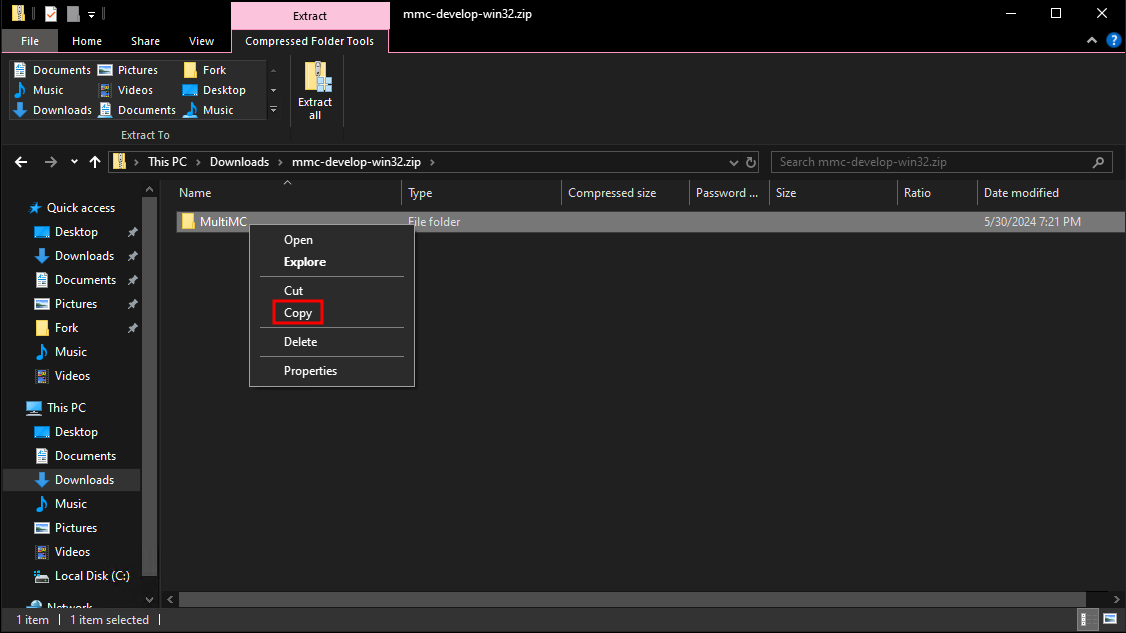 Extract
mmc-develop-win32.zip
File
Home
Share
View
Compressed Folder Tools
?
Documents
Pictures
Fork
Music
Videos
Desktop
Downloads
Documents
Music
Extract all
Extract To
This PC
Downloads
mmc-develop-win32.zip
Search mmc-develop-win32.zip
Name
Type
Compressed size
Password ...
Size
Ratio
Date modified
Quick access
Desktop
Downloads
Documents
Pictures
Fork
Music
Videos
This PC
Desktop
Documents
Downloads
Music
Pictures
Videos
Local Disk (C:)
Network
MultiMC
File folder
5/30/2024 7:21 PM
Open
Explore
Cut
Copy
Delete
Properties
1 item
1 item selected